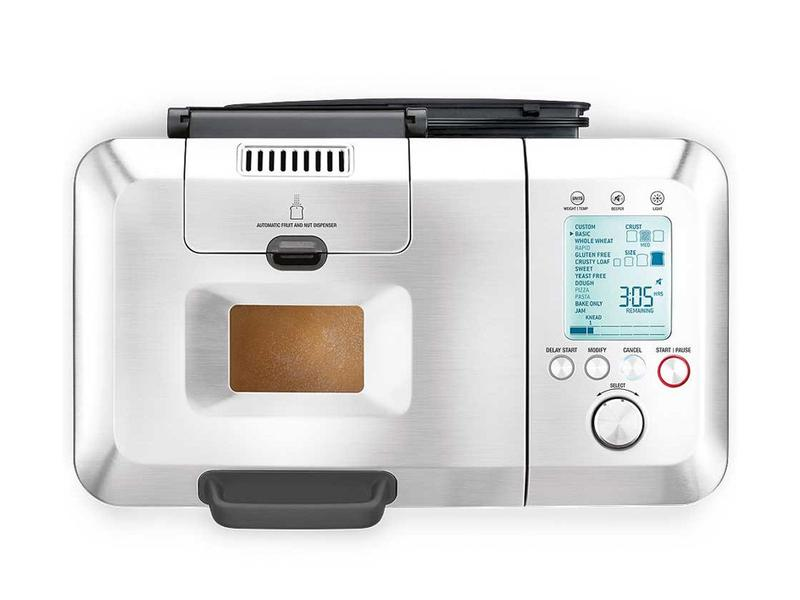 AUTOMATIC FRUIT AND NUT DISPENSER
UNITS
WEIGHT | TEMP
BEEPER
LIGHT
CUSTOM
BASIC
WHOLE WHEAT
RAPID
GLUTEN FREE
CRUSTY LOAF
SWEET
YEAST FREE
DOUGH
PIZZA
PASTA
BAKE ONLY
JAM
CRUST
MED
SIZE
3:05 HRS
REMAINING
KNEAD
1
DELAY START
MODIFY
CANCEL
START | PAUSE
SELECT